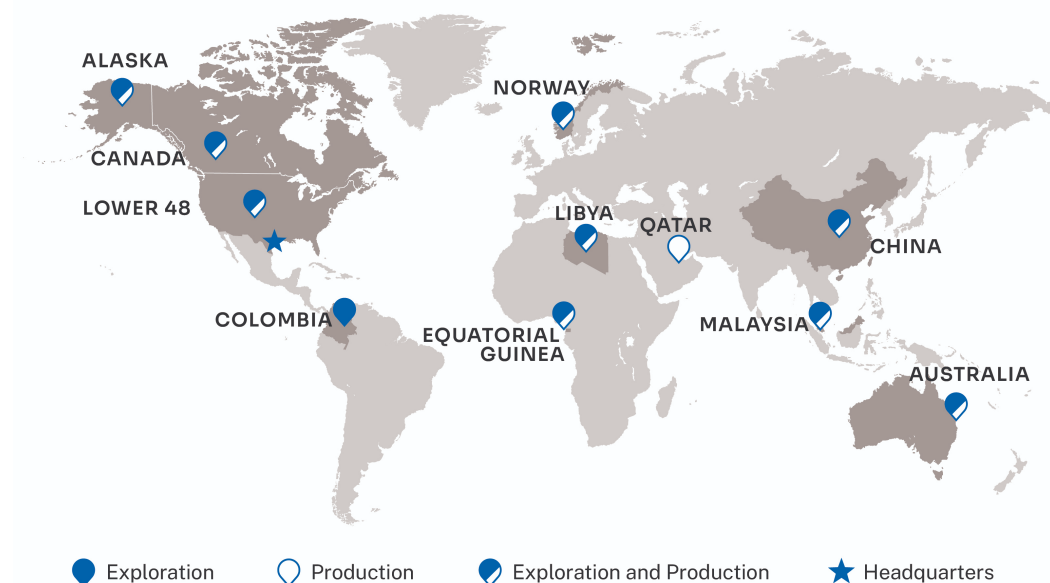 ALASKA
NORWAY
CANADA
LOWER 48
LIBYA
QATAR
CHINA
COLOMBIA
EQUATORIAL
GUINEA
MALAYSIA
AUSTRALIA
Exploration
Production
Exploration and Production
Headquarters